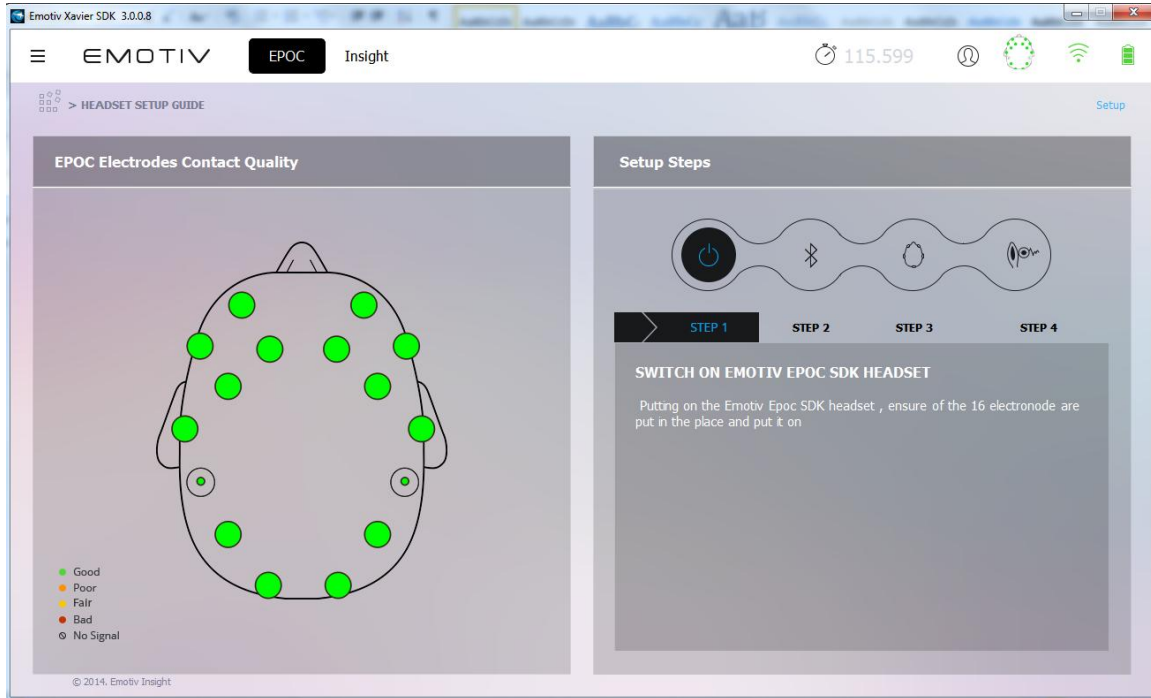 Emotiv Xavier SDK 3.0.0.8
EMOTIV
EPOC
Insight
115.599
> HEADSET SETUP GUIDE
Setup
EPOC Electrodes Contact Quality
Good
Poor
Fair
Bad
No Signal
Setup Steps
STEP 1
STEP 2
STEP 3
STEP 4
SWITCH ON EMOTIV EPOC SDK HEADSET
Putting on the Emotiv Epoc SDK headset , ensure of the 16 electronode are
put in the place and put it on
© 2014. Emotiv Insight